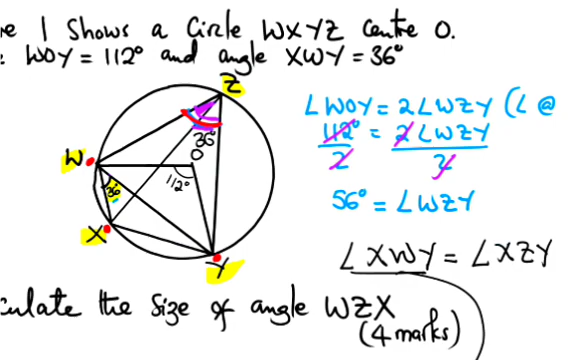 re 1 Shows a Circle WXYZ Centre O.
: WOY = 112° and angle XWY = 36°
Z
36°
W
O
112°
36°
X
Y
∠WOY = 2∠WZY (∠ @
112° = 2∠WZY
2 2
56° = ∠WZY
∠XWY = ∠XZY
culate the Size of angle WZX
(4 marks)